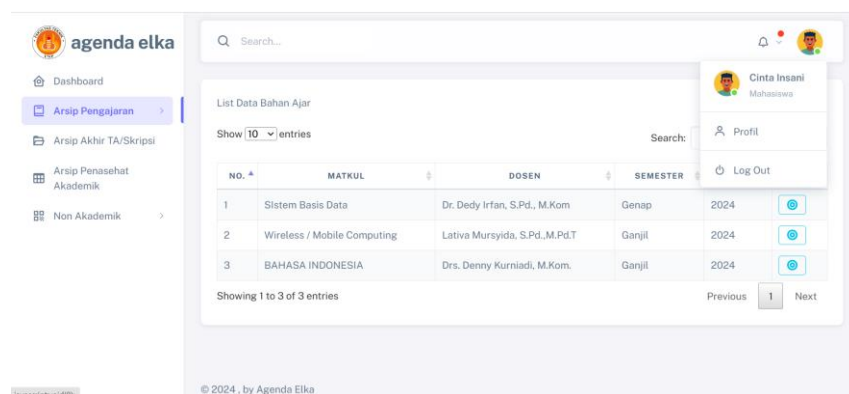 agenda elka
Search...
Cinta Insani
Mahasiswa
Profil
Log Out
Dashboard
Arsip Pengajaran
Arsip Akhir TA/Skripsi
Arsip Penasehat
Akademik
Non Akademik
List Data Bahan Ajar
Show 10 entries
Search:
NO. MATKUL DOSEN SEMESTER
1 SIstem Basis Data Dr. Dedy Irfan, S.Pd., M.Kom Genap 2024
2 Wireless / Mobile Computing Lativa Mursyida, S.Pd.,M.Pd.T Ganjil 2024
3 BAHASA INDONESIA Drs. Denny Kurniadi, M.Kom. Ganjil 2024
Showing 1 to 3 of 3 entries
Previous 1 Next
© 2024 , by Agenda Elka